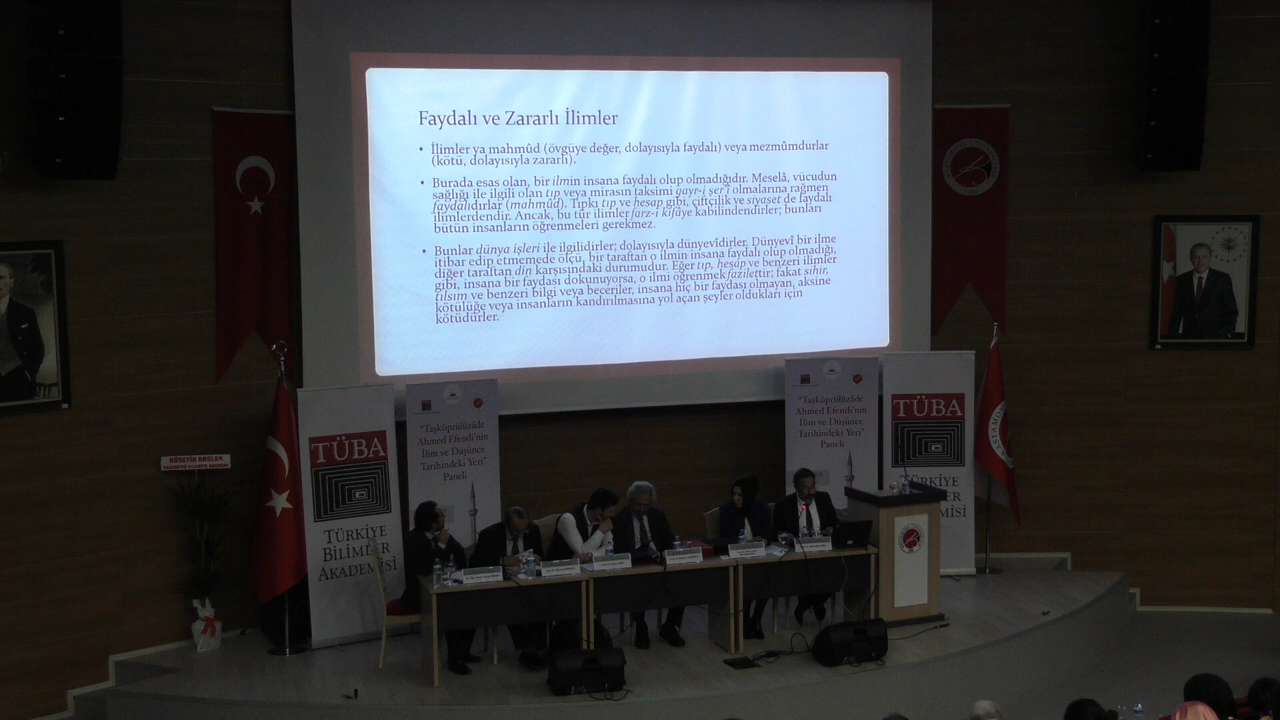 Faydalı ve Zararlı İlimler
• İlimler ya mahmûd (övgüye değer, dolayısıyla faydalı) veya mezmûmdurlar
(kötü, dolayısıyla zararlı).
• Burada esas olan, bir ilmin insana faydalı olup olmadığıdır. Meselâ, vücudun
sağlığı ile ilgili olan tıp veya mirasın taksimi gayr-i şer'î olmalarına rağmen
faydalıdırlar (mahmûd). Tıpkı tıp ve hesap gibi, çiftçilik ve siyaset de faydalı
ilimlerdendir. Ancak, bu tür ilimler farz-i kifâye kabilindendirler; bunları
bütün insanların öğrenmeleri gerekmez.
• Bunlar dünya işleri ile ilgilidirler; dolayısıyla dünyevîdirler. Dünyevî bir ilme
itibar edip etmemede ölçü, bir taraftan o ilmin insana faydalı olup olmadığı,
diğer taraftan din karşısındaki durumudur. Eğer tıp, hesap ve benzeri ilimler
gibi, insana bir faydası dokunuyorsa, o ilmi öğrenmek fazilettir; fakat sihir,
tılsım ve benzeri bilgi veya beceriler, insana hiç bir faydası olmayan, aksine
kötülüğe veya insanların kandırılmasına yol açan şeyler oldukları için
kötüdürler.
TÜBA
TÜRKİYE
BİLİMLER
AKADEMİSİ
"Taşköprülüzâde
Ahmed Efendi'nin
İlim ve Düşünce
Tarihindeki Yeri"
Paneli
"Taşköprülüzâde
Ahmed Efendi'nin
İlim ve Düşünce
Tarihindeki Yeri"
Paneli
TÜBA
HÜSEYİN ARSLAN